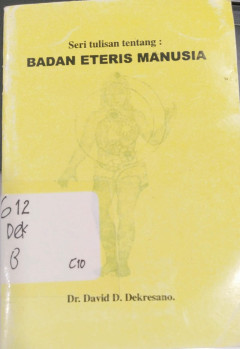 Seri tulisan tentang :
BADAN ETERIS MANUSIA
612
Dek
B
C10
Dr. David D. Dekresano.